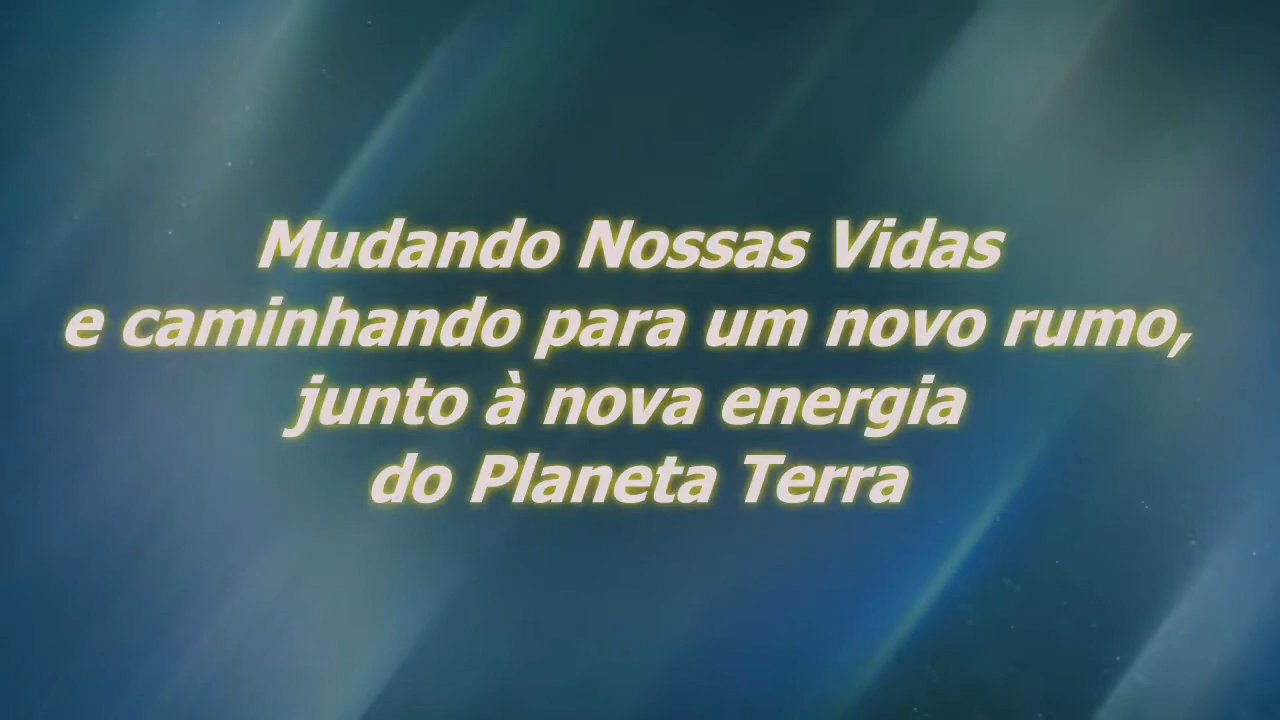 Mudando Nossas Vidas
e caminhando para um novo rumo,
junto à nova energia
do Planeta Terra